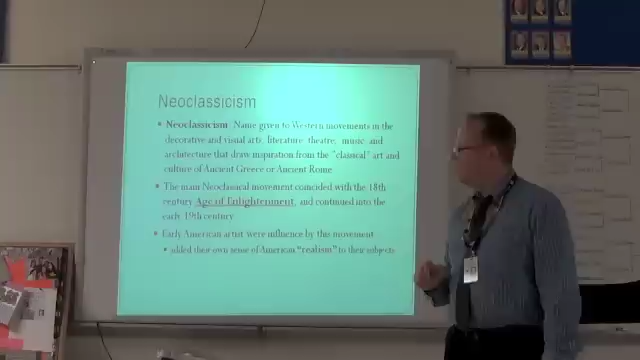 Neoclassicism
• Neoclassicism: Name given to Western movements in the
decorative and visual arts, literature, theatre, music, and
architecture that draw inspiration from the "classical" art and
culture of Ancient Greece or Ancient Rome
• The main Neoclassical movement coincided with the 18th
century Age of Enlightenment, and continued into the
early 19th century
• Early American artist were influence by this movement
• added their own sense of American "realism" to their subjects